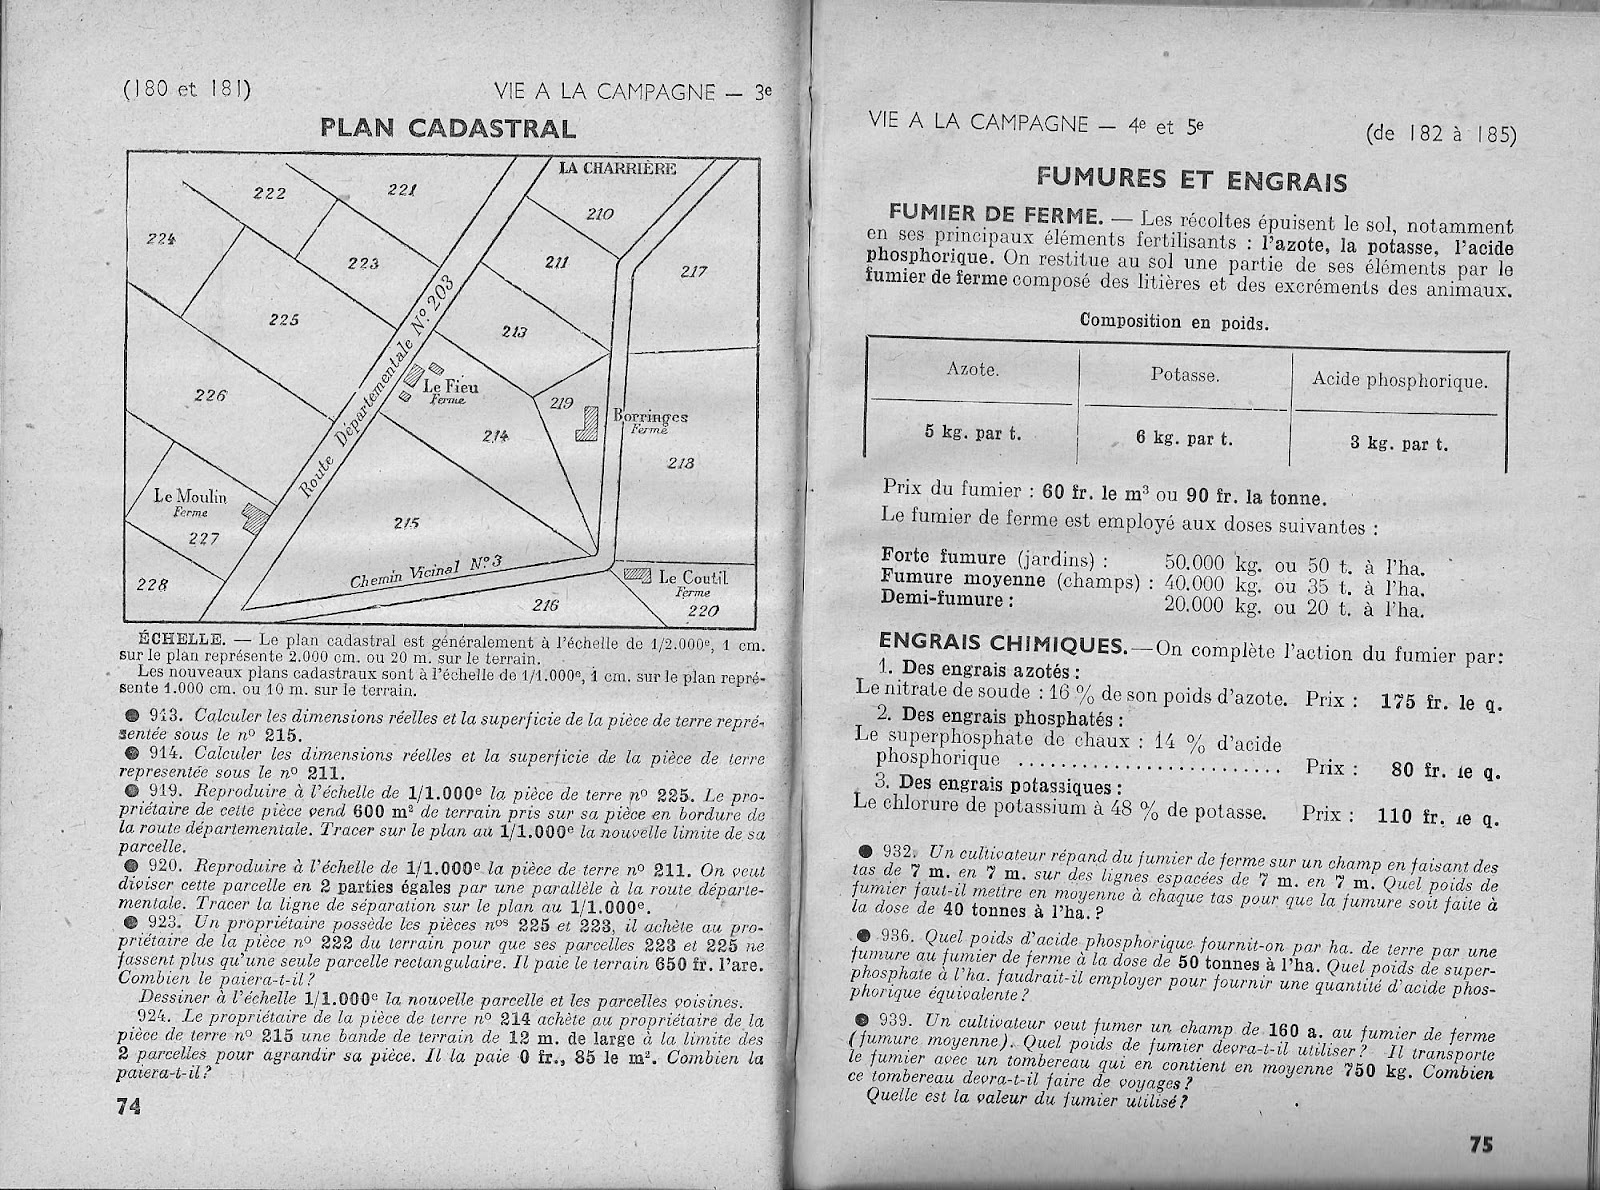 (180 et 181) VIE A LA CAMPAGNE — 3e
PLAN CADASTRAL
LA CHARRIÈRE
222
221
210
224
223
211
217
225
213
Route Départementale No. 203
Le Fieu
Ferme
226
219
Borringes
Ferme
214
218
Le Moulin
Ferme
215
227
Chemin Vicinal No. 3
228
Le Coutil
Ferme
216
220
ÉCHELLE. — Le plan cadastral est généralement à l'échelle de 1/2.000e, 1 cm.
sur le plan représente 2.000 cm. ou 20 m. sur le terrain.
Les nouveaux plans cadastraux sont à l'échelle de 1/1.000e, 1 cm. sur le plan repré-
sente 1.000 cm. ou 10 m. sur le terrain.
● 913. Calculer les dimensions réelles et la superficie de la pièce de terre repré-
sentée sous le no 215.
● 914. Calculer les dimensions réelles et la superficie de la pièce de terre
representée sous le no 211.
● 919. Reproduire à l'échelle de 1/1.000e la pièce de terre no 225. Le pro-
priétaire de cette pièce vend 600 m² de terrain pris sur sa pièce en bordure de
la route départementale. Tracer sur le plan au 1/1.000e la nouvelle limite de sa
parcelle.
● 920. Reproduire à l'échelle de 1/1.000e la pièce de terre no 211. On veut
diviser cette parcelle en 2 parties égales par une parallèle à la route départe-
mentale. Tracer la ligne de séparation sur le plan au 1/1.000e.
● 923. Un propriétaire possède les pièces nos 225 et 223, il achète au pro-
priétaire de la pièce no 222 du terrain pour que ses parcelles 223 et 225 ne
fassent plus qu'une seule parcelle rectangulaire. Il paie le terrain 650 fr. l'are.
Combien le paiera-t-il?
Dessiner à l'échelle 1/1.000e la nouvelle parcelle et les parcelles voisines.
924. Le propriétaire de la pièce de terre no 214 achète au propriétaire de la
pièce de terre no 215 une bande de terrain de 12 m. de large à la limite des
2 parcelles pour agrandir sa pièce. Il la paie 0 fr., 85 le m². Combien la
paiera-t-il?
74
VIE A LA CAMPAGNE — 4e et 5e (de 182 à 185)
FUMURES ET ENGRAIS
FUMIER DE FERME. — Les récoltes épuisent le sol, notamment
en ses principaux éléments fertilisants : l'azote, la potasse, l'acide
phosphorique. On restitue au sol une partie de ses éléments par le
fumier de ferme composé des litières et des excréments des animaux.
Composition en poids.
Azote. Potasse. Acide phosphorique.
5 kg. par t. 6 kg. par t. 3 kg. par t.
Prix du fumier : 60 fr. le m³ ou 90 fr. la tonne.
Le fumier de ferme est employé aux doses suivantes :
Forte fumure (jardins) : 50.000 kg. ou 50 t. à l'ha.
Fumure moyenne (champs) : 40.000 kg. ou 35 t. à l'ha.
Demi-fumure : 20.000 kg. ou 20 t. à l'ha.
ENGRAIS CHIMIQUES. — On complète l'action du fumier par:
1. Des engrais azotés :
Le nitrate de soude : 16 % de son poids d'azote. Prix : 175 fr. le q.
2. Des engrais phosphatés :
Le superphosphate de chaux : 14 % d'acide
phosphorique ........................ Prix : 80 fr. le q.
3. Des engrais potassiques :
Le chlorure de potassium à 48 % de potasse. Prix : 110 fr. le q.
● 932. Un cultivateur répand du fumier de ferme sur un champ en faisant des
tas de 7 m. en 7 m. sur des lignes espacées de 7 m. en 7 m. Quel poids de
fumier faut-il mettre en moyenne à chaque tas pour que la fumure soit faite à
la dose de 40 tonnes à l'ha.?
● 936. Quel poids d'acide phosphorique fournit-on par ha. de terre par une
fumure au fumier de ferme à la dose de 50 tonnes à l'ha. Quel poids de super-
phosphate à l'ha. faudrait-il employer pour fournir une quantité d'acide phos-
phorique équivalente?
● 939. Un cultivateur veut fumer un champ de 160 a. au fumier de ferme
(fumure moyenne). Quel poids de fumier devra-t-il utiliser? Il transporte
le fumier avec un tombereau qui en contient en moyenne 750 kg. Combien
ce tombereau devra-t-il faire de voyages?
Quelle est la valeur du fumier utilisé?
75